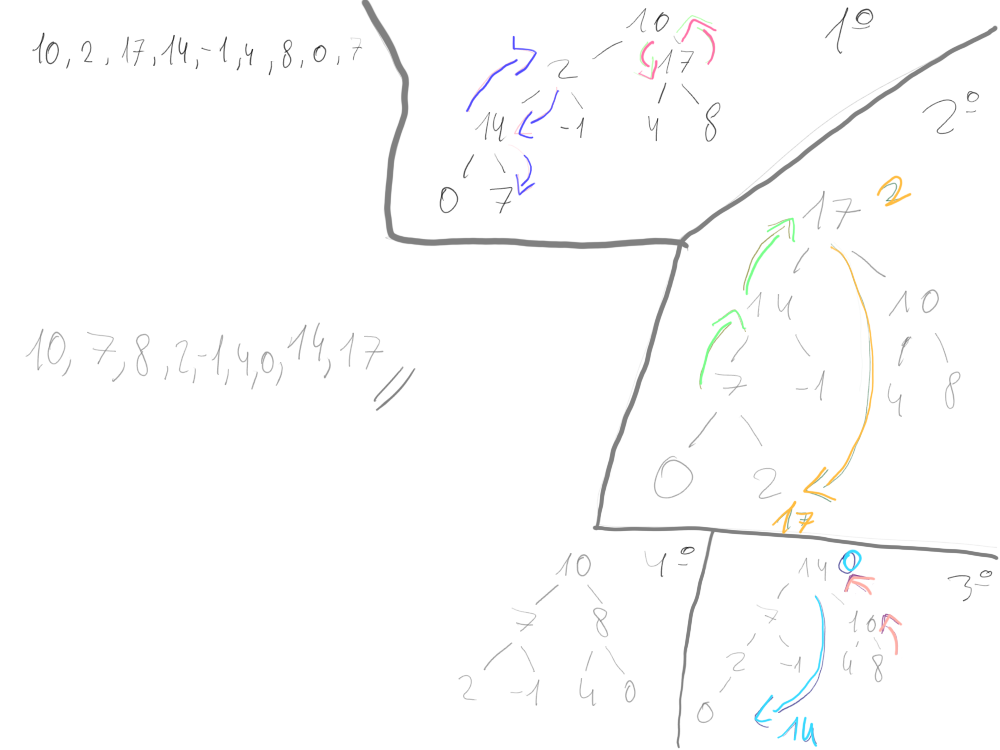 10, 2, 17, 14, -1, 4, 8, 0, 7
1º
10
2 17
14 -1 4 8
0 7
2º
17 2
14 10
7 -1 4 8
0 2
17
10, 7, 8, 2, -1, 4, 0, 14, 17
4º
10
7 8
2 -1 4 0
3º
14 0
7 10
2 -1 4 8
0
14